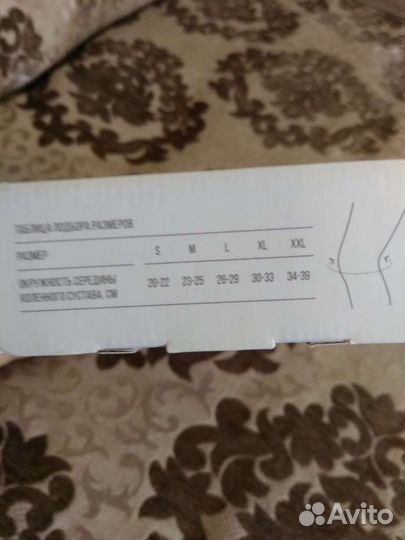 ТАБЛИЦА ПОДБОРА РАЗМЕРОВ
РАЗМЕР S M L XL XXL
ОКРУЖНОСТЬ СЕРЕДИНЫ
КОЛЕННОГО СУСТАВА, СМ 20-22 23-25 26-29 30-33 34-39
Avito